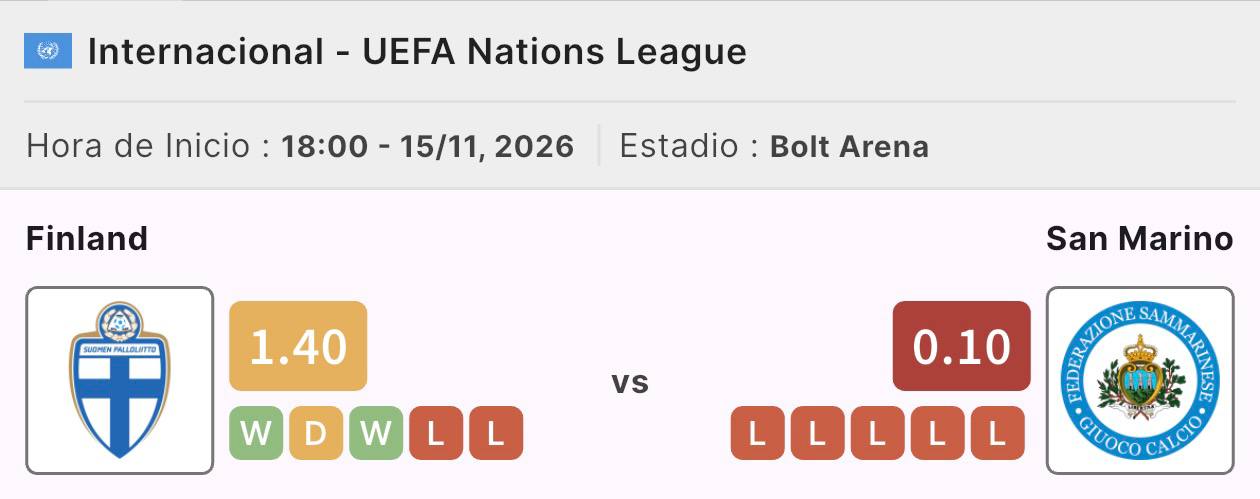 Internacional - UEFA Nations League
Hora de Inicio : 18:00 - 15/11, 2026
Estadio : Bolt Arena
Finland
San Marino
SUOMEN PALLOLIITTO
1.40
W D W L L
vs
0.10
L L L L L
FEDERAZIONE SAMMARINESE
GIUOCO CALCIO
LIBERTAS